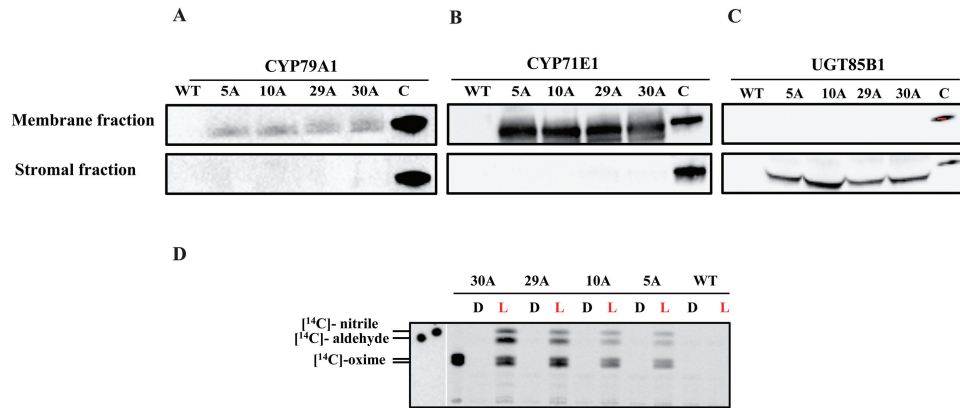 A
B
C
CYP79A1
CYP71E1
UGT85B1
WT 5A 10A 29A 30A C
WT 5A 10A 29A 30A C
WT 5A 10A 29A 30A C
Membrane fraction
Stromal fraction
D
30A 29A 10A 5A WT
D L D L D L D L D L
[¹⁴C]- nitrile
[¹⁴C]- aldehyde
[¹⁴C]-oxime